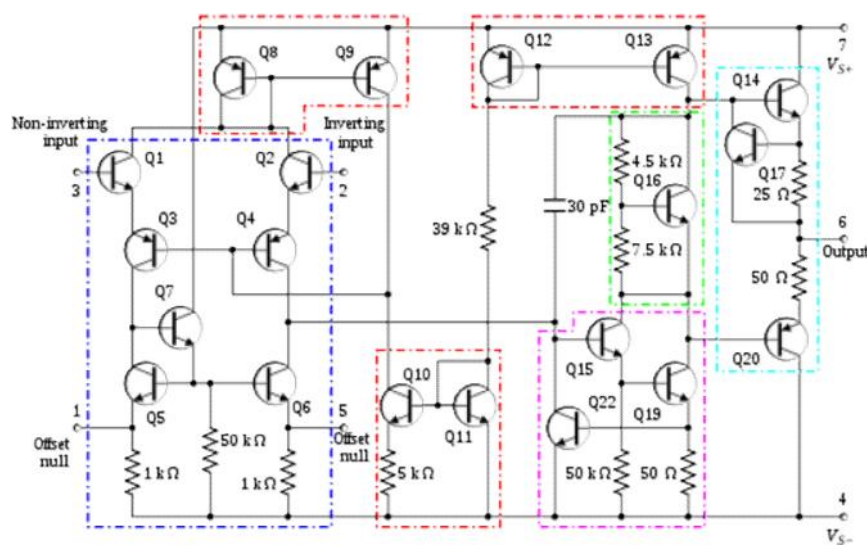 Q8
Q9
Q12
Q13
7
V_S+
Q14
Non-inverting
input
Inverting
input
Q1
Q2
3
2
4.5 kΩ
Q16
Q17
25 Ω
Q3
Q4
39 kΩ
30 pF
7.5 kΩ
6
Output
50 Ω
Q7
Q10
Q15
Q20
Q5
Q6
1
5
Q11
Q22
Q19
Offset
null
50 kΩ
Offset
null
1 kΩ
1 kΩ
5 kΩ
50 kΩ
50 Ω
4
V_S−